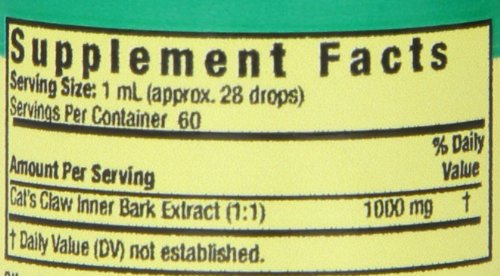 Supplement Facts
Serving Size: 1 mL (approx. 28 drops)
Servings Per Container 60
% Daily
Amount Per Serving Value
Cat's Claw Inner Bark Extract (1:1) 1000 mg †
† Daily Value (DV) not established.